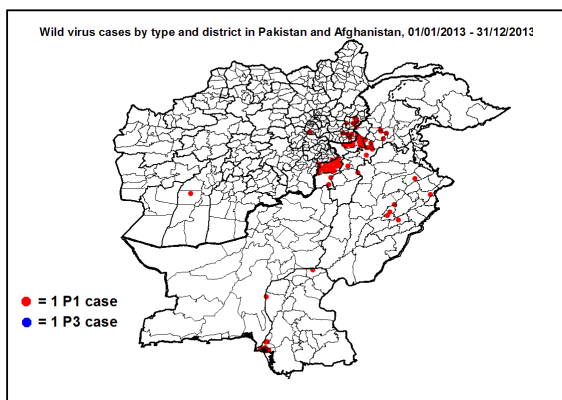 Wild virus cases by type and district in Pakistan and Afghanistan, 01/01/2013 - 31/12/2013
= 1 P1 case
= 1 P3 case